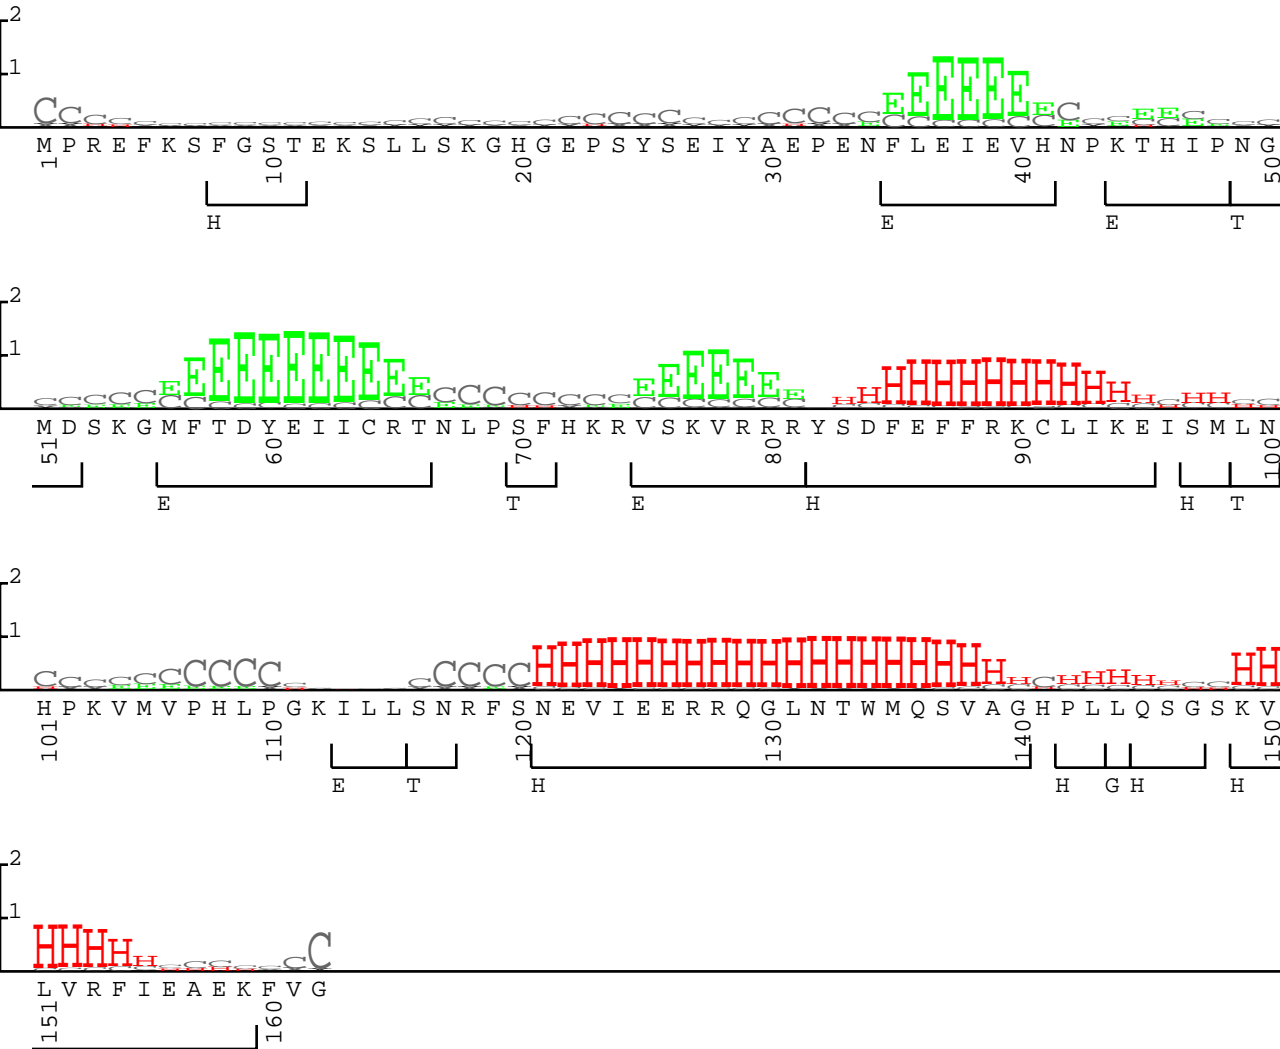 2
1
C C E E E E E E E C E E C
M P R E F K S F G S T E K S L L S K G H G E P S Y S E I Y A E P E N F L E I E V H N P K T H I P N G
1 10 20 30 40 50
H E E T
2
1
E E E E E E E E E E E C C C E E E E E E E H H H H H H H H H H H H
M D S K G M F T D Y E I I C R T N L P S F H K R V S K V R R R Y S D F E F F R K C L I K E I S M L N
51 60 70 80 90 100
E T E H H T
2
1
C C C C C C C C H H H H H H H H H H H H H H H H H H H H H H
H P K V M V P H L P G K I L L S N R F S N E V I E E R R Q G L N T W M Q S V A G H P L L Q S G S K V
101 110 120 130 140 150
E T H H G H H
2
1
H H H H H C C
L V R F I E A E K F V G
151 160